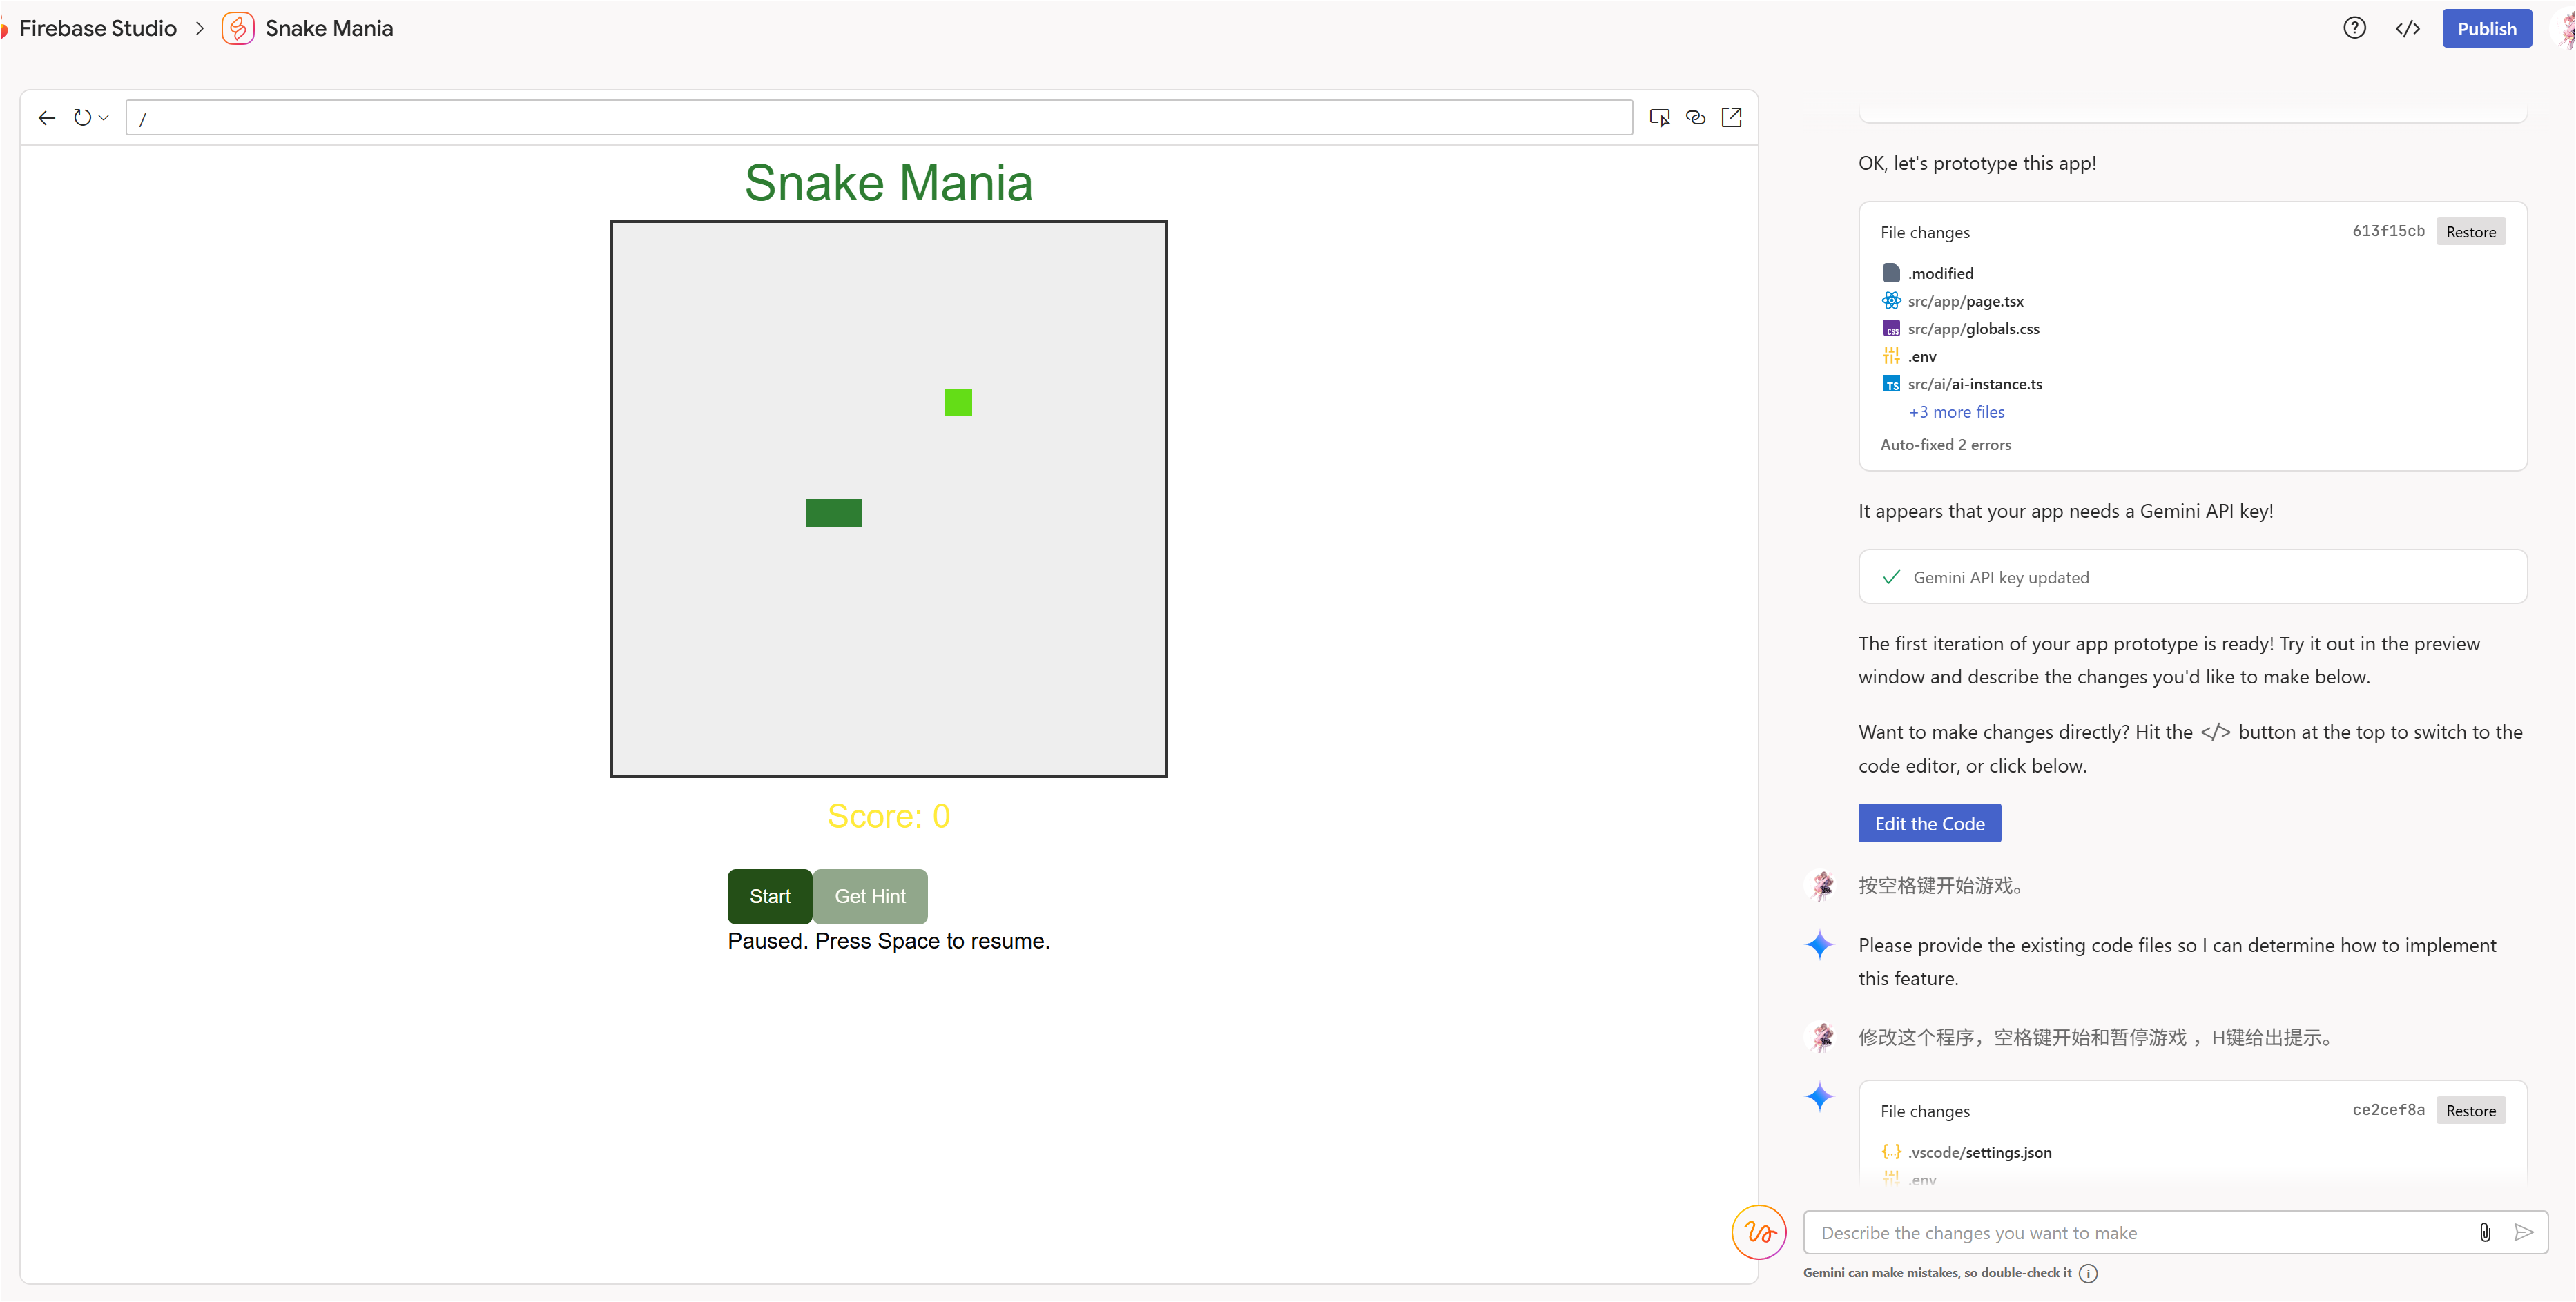 Firebase Studio > Snake Mania
</>
Publish
/
Snake Mania
Score: 0
Start
Get Hint
Paused. Press Space to resume.
OK, let's prototype this app!
File changes
613f15cb
Restore
.modified
src/app/page.tsx
src/app/globals.css
.env
src/ai/ai-instance.ts
+3 more files
Auto-fixed 2 errors
It appears that your app needs a Gemini API key!
Gemini API key updated
The first iteration of your app prototype is ready! Try it out in the preview
window and describe the changes you'd like to make below.
Want to make changes directly? Hit the </> button at the top to switch to the
code editor, or click below.
Edit the Code
按空格键开始游戏。
Please provide the existing code files so I can determine how to implement
this feature.
修改这个程序，空格键开始和暂停游戏 ，H键给出提示。
File changes
ce2cef8a
Restore
.vscode/settings.json
.env
Describe the changes you want to make
Gemini can make mistakes, so double-check it